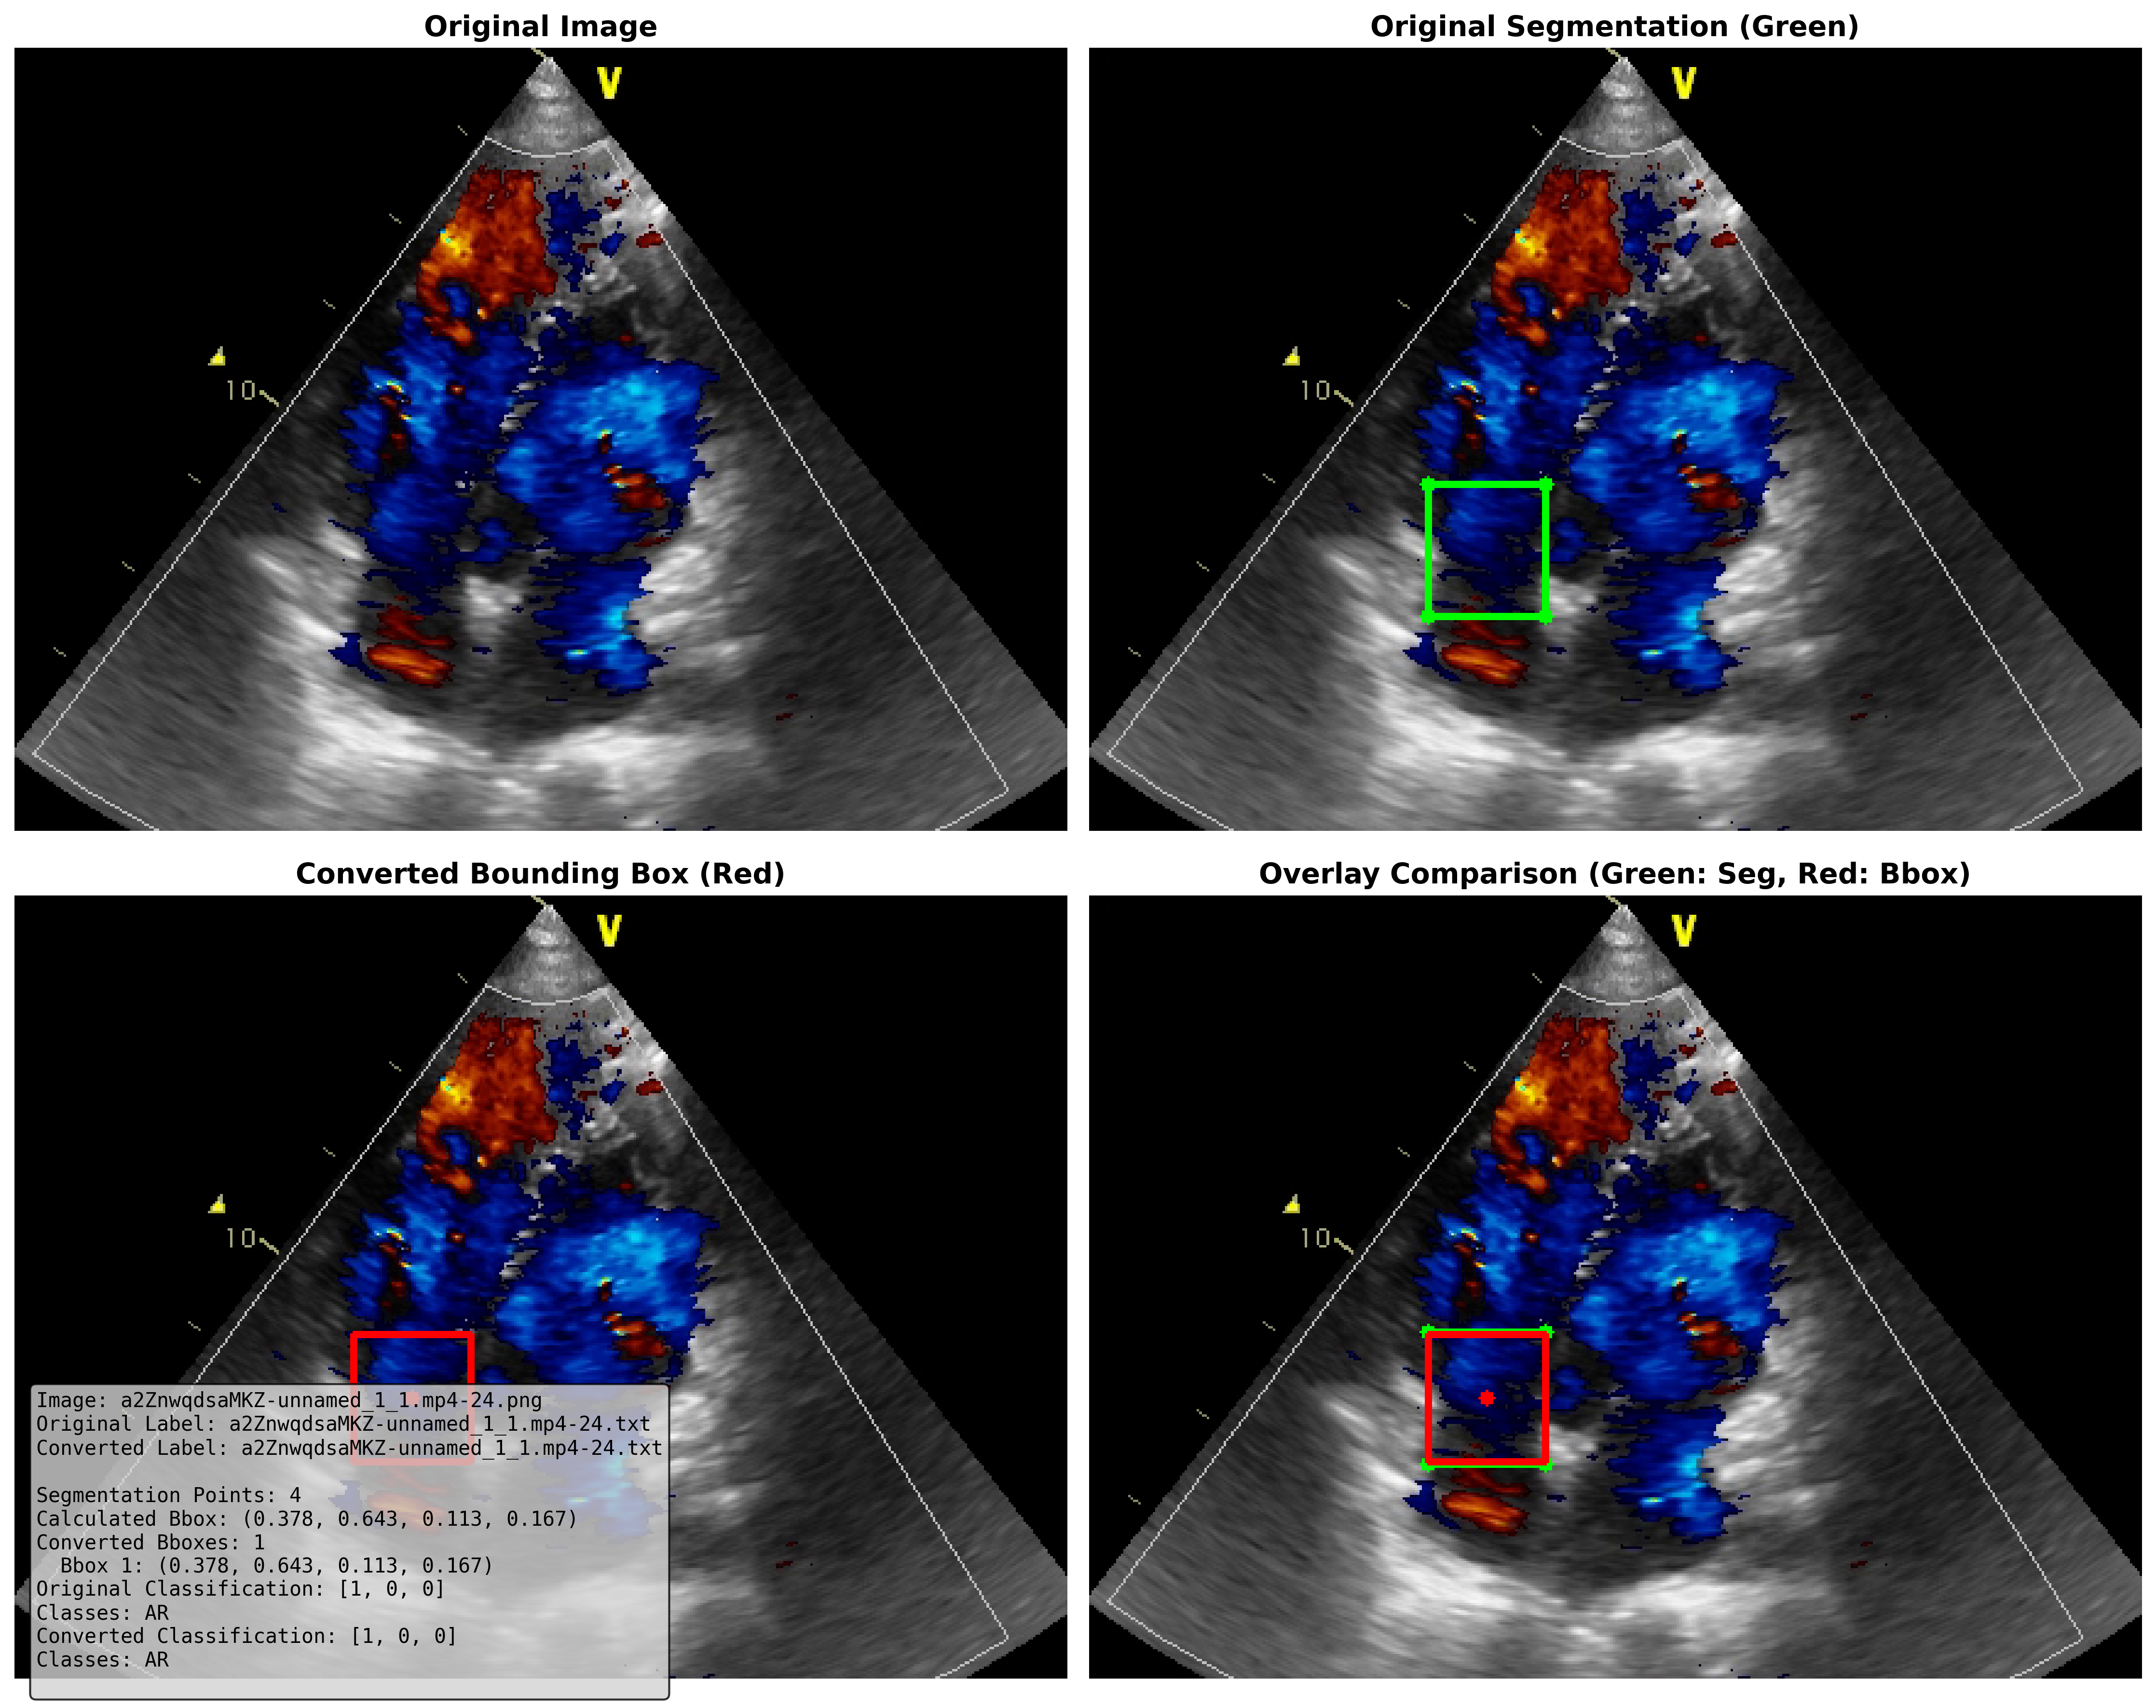 Original Image
Original Segmentation (Green)
V
V
10
10
Converted Bounding Box (Red)
Overlay Comparison (Green: Seg, Red: Bbox)
V
V
10
10
Image: a2ZnwqdsaMKZ-unnamed_1_1.mp4-24.png
Original Label: a2ZnwqdsaMKZ-unnamed_1_1.mp4-24.txt
Converted Label: a2ZnwqdsaMKZ-unnamed_1_1.mp4-24.txt
Segmentation Points: 4
Calculated Bbox: (0.378, 0.643, 0.113, 0.167)
Converted Bboxes: 1
Bbox 1: (0.378, 0.643, 0.113, 0.167)
Original Classification: [1, 0, 0]
Classes: AR
Converted Classification: [1, 0, 0]
Classes: AR